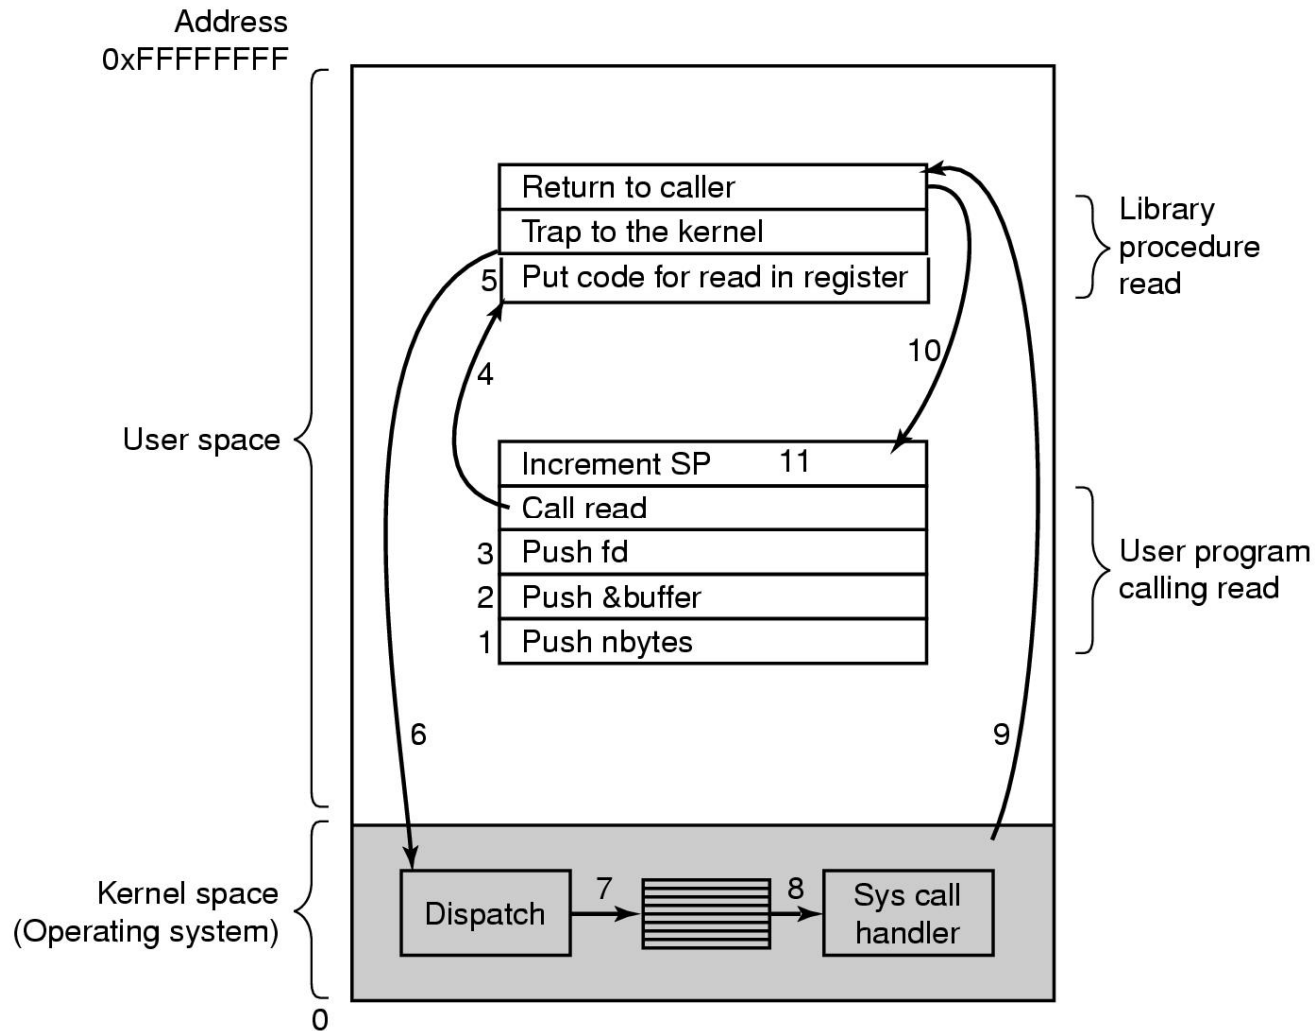 Address
0xFFFFFFFF
Return to caller
Trap to the kernel
5 Put code for read in register
Library
procedure
read
4
10
User space
Increment SP 11
Call read
3 Push fd
2 Push &buffer
1 Push nbytes
User program
calling read
6
9
Kernel space
(Operating system)
Dispatch
7
8
Sys call
handler
0